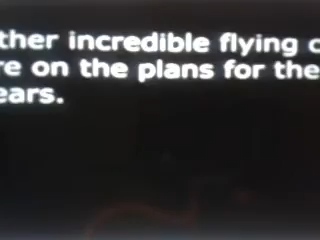 ther incredible flying c
re on the plans for the
ears.